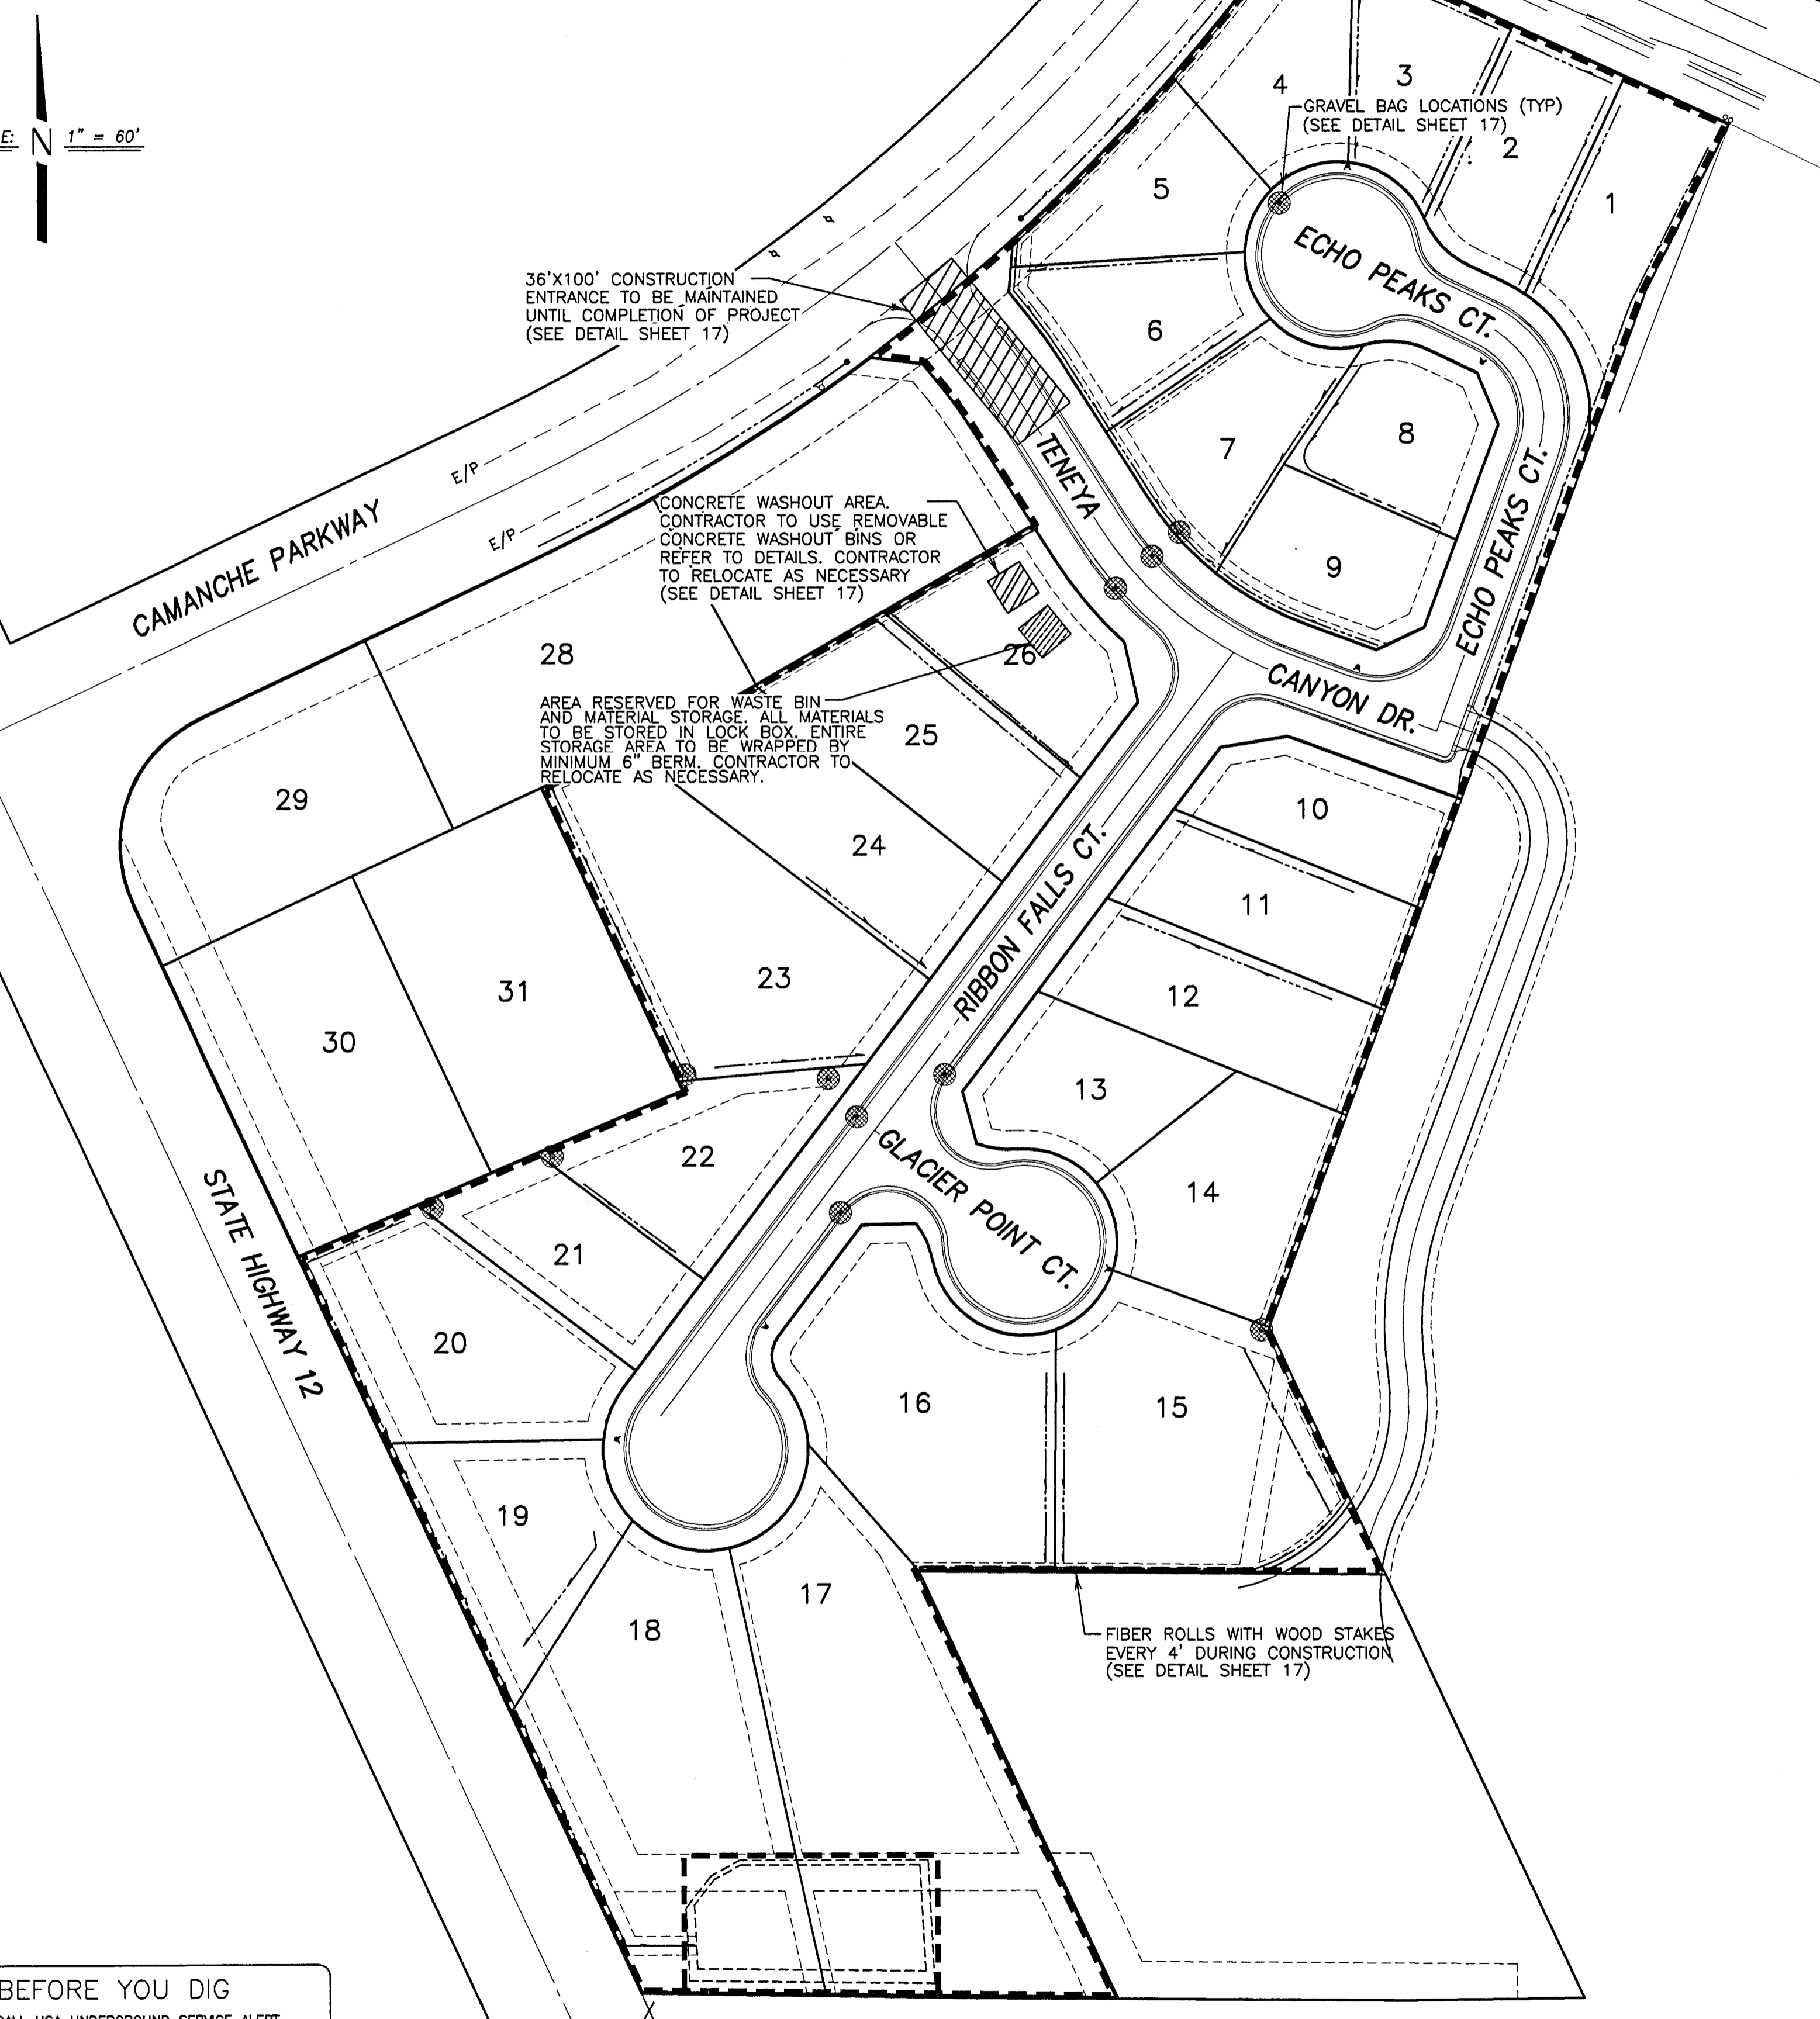 E: N 1" = 60'
4
3
GRAVEL BAG LOCATIONS (TYP)
(SEE DETAIL SHEET 17)
2
5
1
ECHO PEAKS CT.
36'X100' CONSTRUCTION
ENTRANCE TO BE MAINTAINED
UNTIL COMPLETION OF PROJECT
(SEE DETAIL SHEET 17)
6
7
8
9
TENEYA
ECHO PEAKS CT.
E/P
E/P
CAMANCHE PARKWAY
CONCRETE WASHOUT AREA.
CONTRACTOR TO USE REMOVABLE
CONCRETE WASHOUT BINS OR
REFER TO DETAILS. CONTRACTOR
TO RELOCATE AS NECESSARY
(SEE DETAIL SHEET 17)
28
26
CANYON DR.
AREA RESERVED FOR WASTE BIN
AND MATERIAL STORAGE. ALL MATERIALS
TO BE STORED IN LOCK BOX. ENTIRE
STORAGE AREA TO BE WRAPPED BY
MINIMUM 6" BERM. CONTRACTOR TO
RELOCATE AS NECESSARY.
25
29
10
24
11
RIBBON FALLS CT.
23
31
12
30
13
22
GLACIER POINT CT.
14
21
STATE HIGHWAY 12
20
16
15
19
17
18
FIBER ROLLS WITH WOOD STAKES
EVERY 4' DURING CONSTRUCTION
(SEE DETAIL SHEET 17)
BEFORE YOU DIG
CALL USA UNDERGROUND SERVICE ALERT